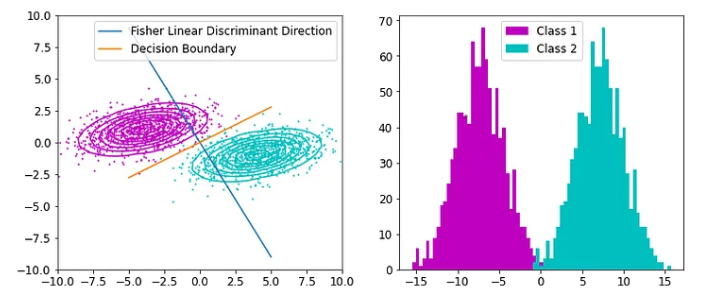 Fisher Linear Discriminant Direction
Decision Boundary
10.0
7.5
5.0
2.5
0.0
−2.5
−5.0
−7.5
−10.0
−10.0 −7.5 −5.0 −2.5 0.0 2.5 5.0 7.5 10.0
Class 1
Class 2
70
60
50
40
30
20
10
0
−15 −10 −5 0 5 10 15